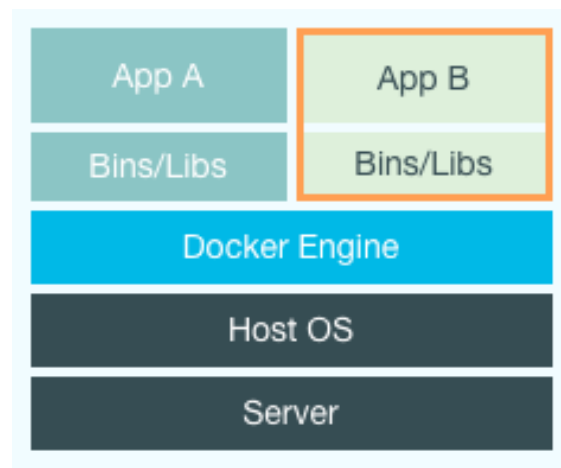 App A
App B
Bins/Libs
Bins/Libs
Docker Engine
Host OS
Server